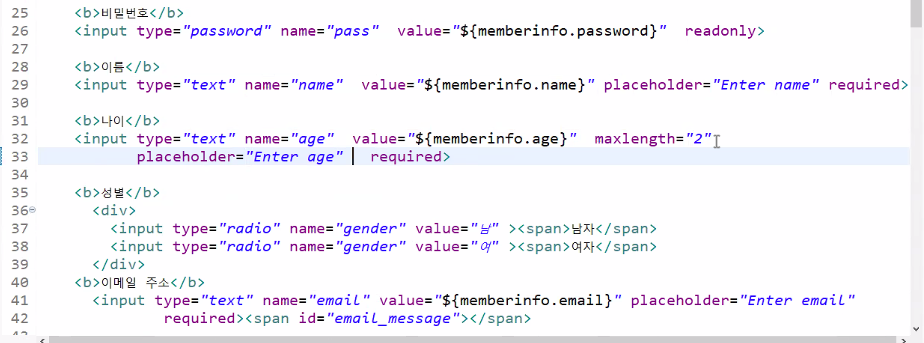 25 <b>비밀번호</b>
26 <input type="password" name="pass" value="${memberinfo.password}" readonly>
27
28 <b>이름</b>
29 <input type="text" name="name" value="${memberinfo.name}" placeholder="Enter name" required>
30
31 <b>나이</b>
32 <input type="text" name="age" value="${memberinfo.age}" maxlength="2"
33 placeholder="Enter age" required>
34
35 <b>성별</b>
36 <div>
37 <input type="radio" name="gender" value="남" ><span>남자</span>
38 <input type="radio" name="gender" value="여" ><span>여자</span>
39 </div>
40 <b>이메일 주소</b>
41 <input type="text" name="email" value="${memberinfo.email}" placeholder="Enter email"
42 required><span id="email_message"></span>